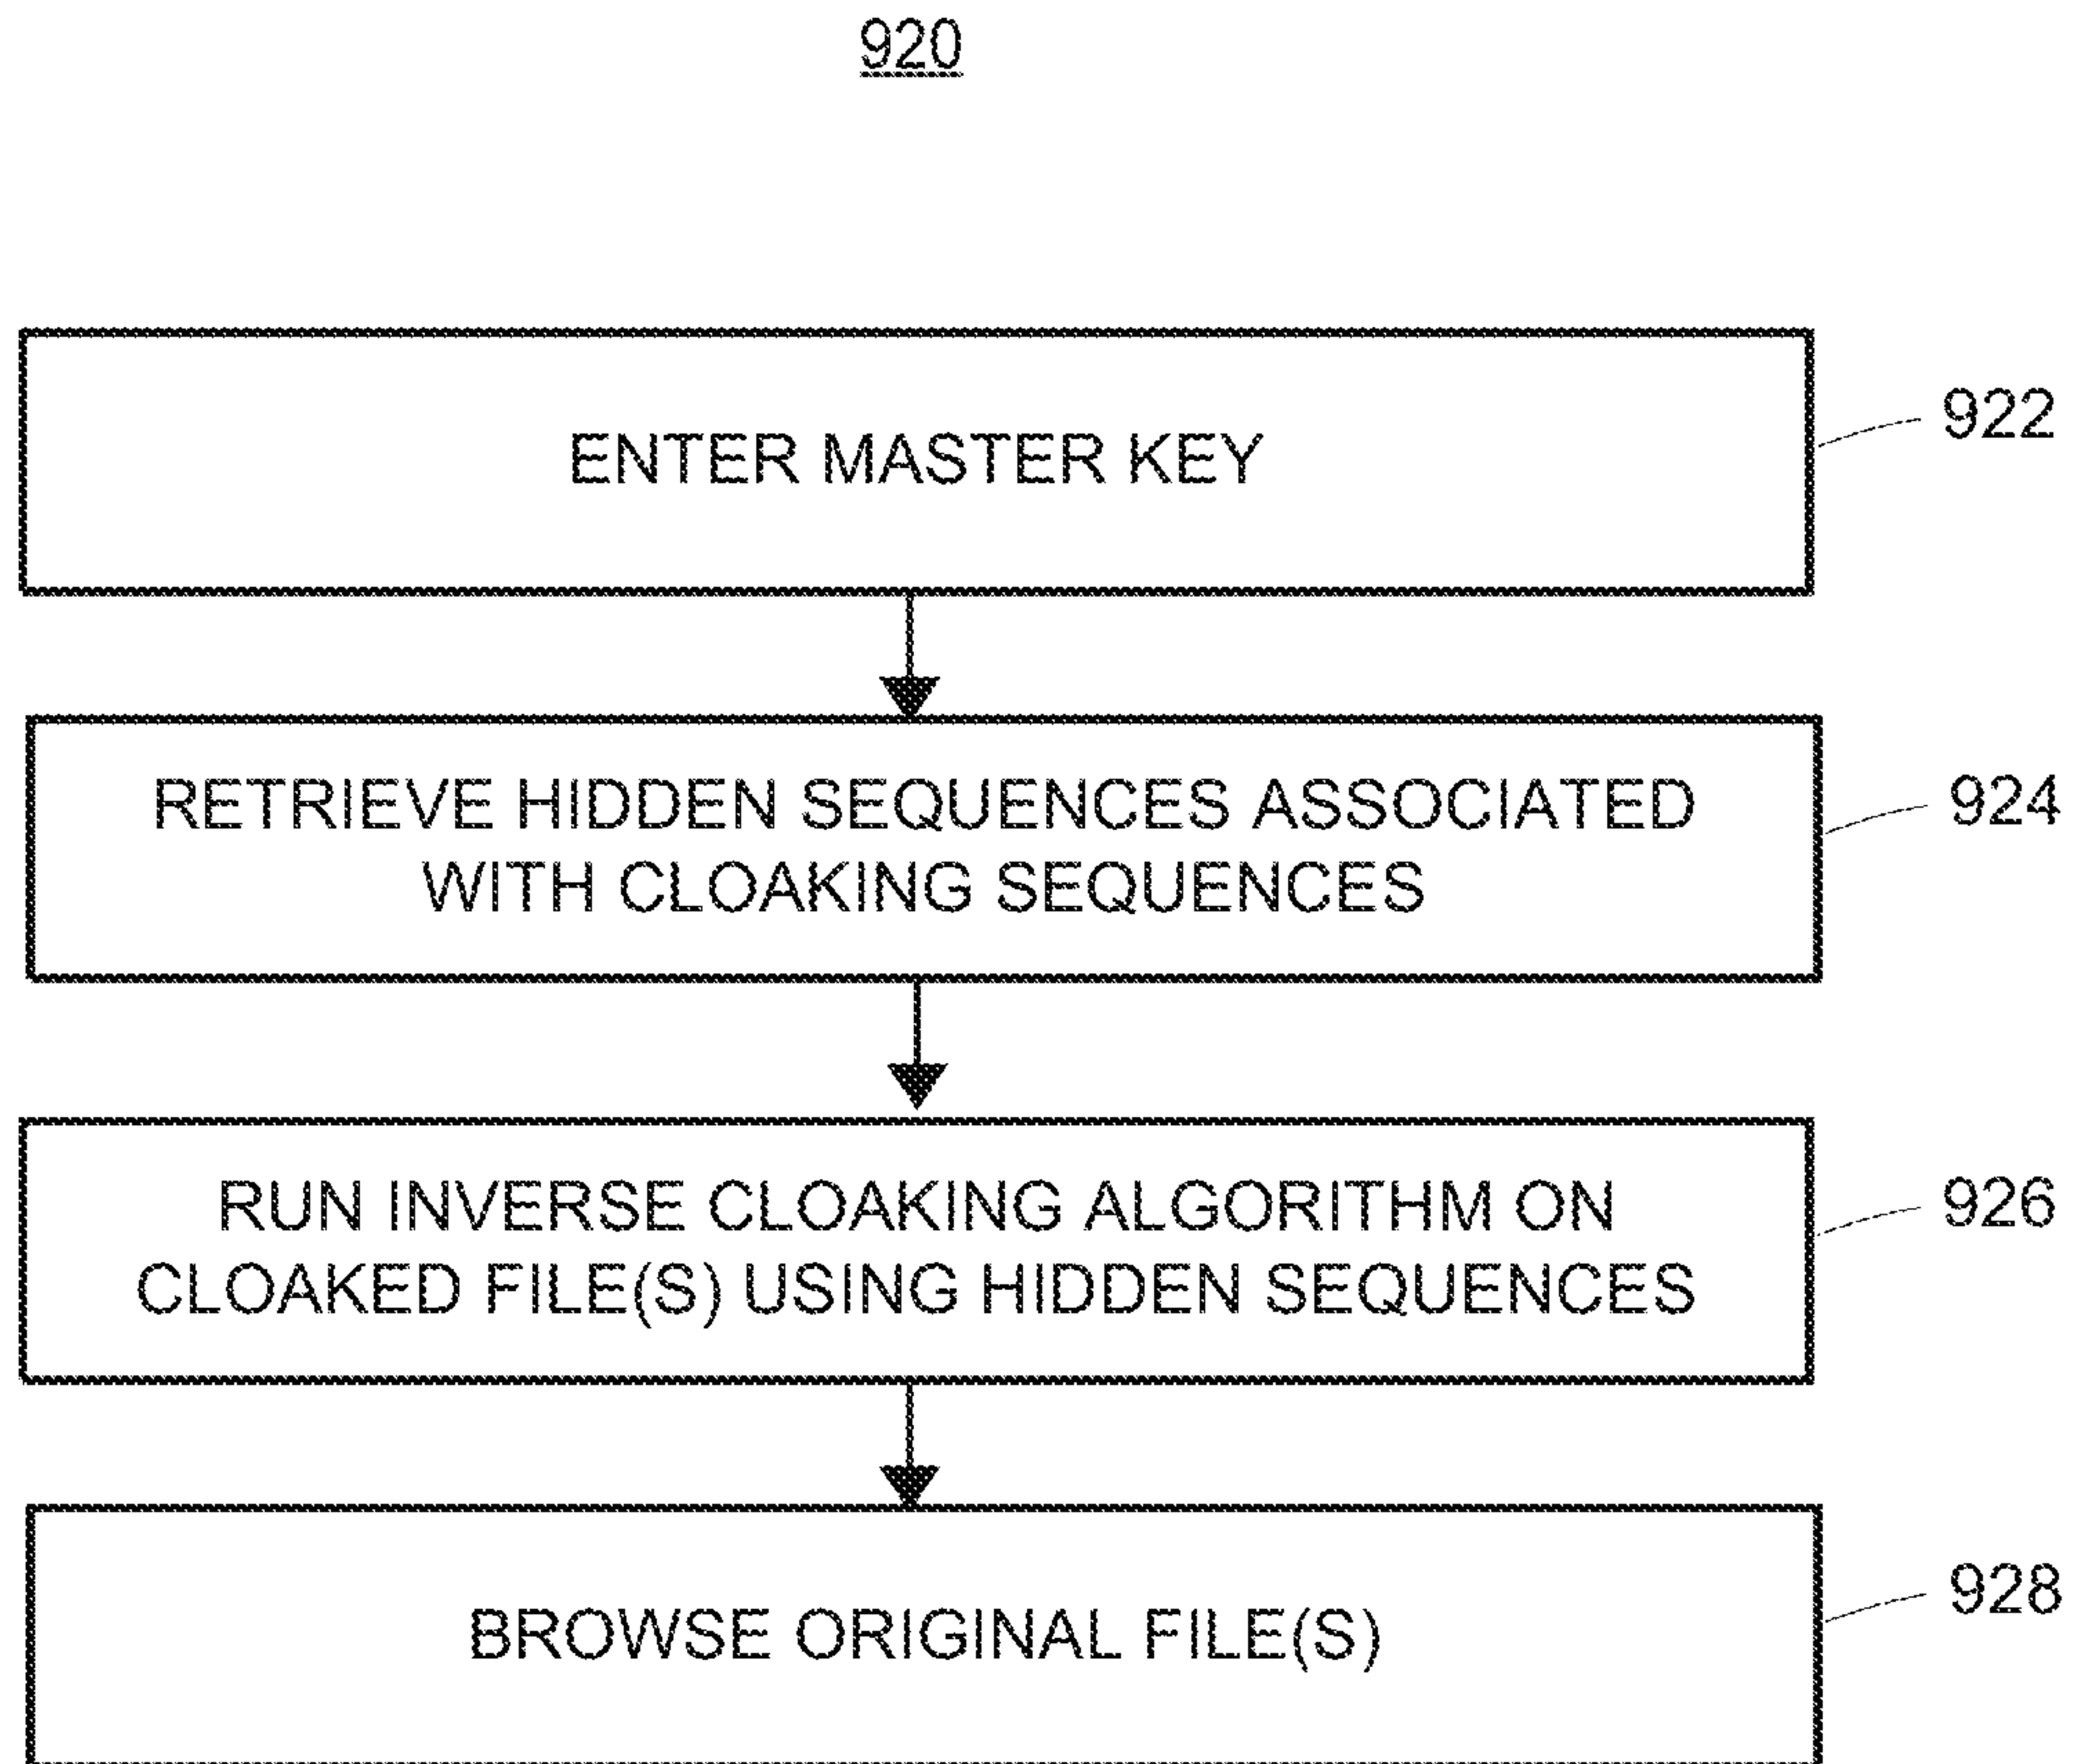 920
ENTER MASTER KEY
922
RETRIEVE HIDDEN SEQUENCES ASSOCIATED
WITH CLOAKING SEQUENCES
924
RUN INVERSE CLOAKING ALGORITHM ON
CLOAKED FILE(S) USING HIDDEN SEQUENCES
926
BROWSE ORIGINAL FILE(S)
928